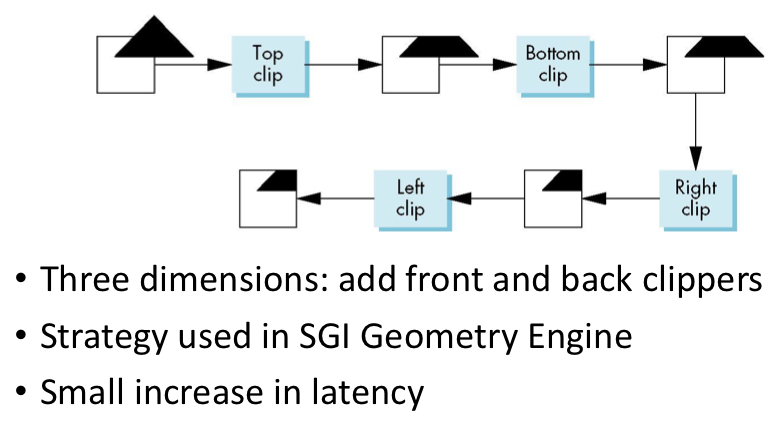 Top
clip
Bottom
clip
Left
clip
Right
clip
• Three dimensions: add front and back clippers
• Strategy used in SGI Geometry Engine
• Small increase in latency